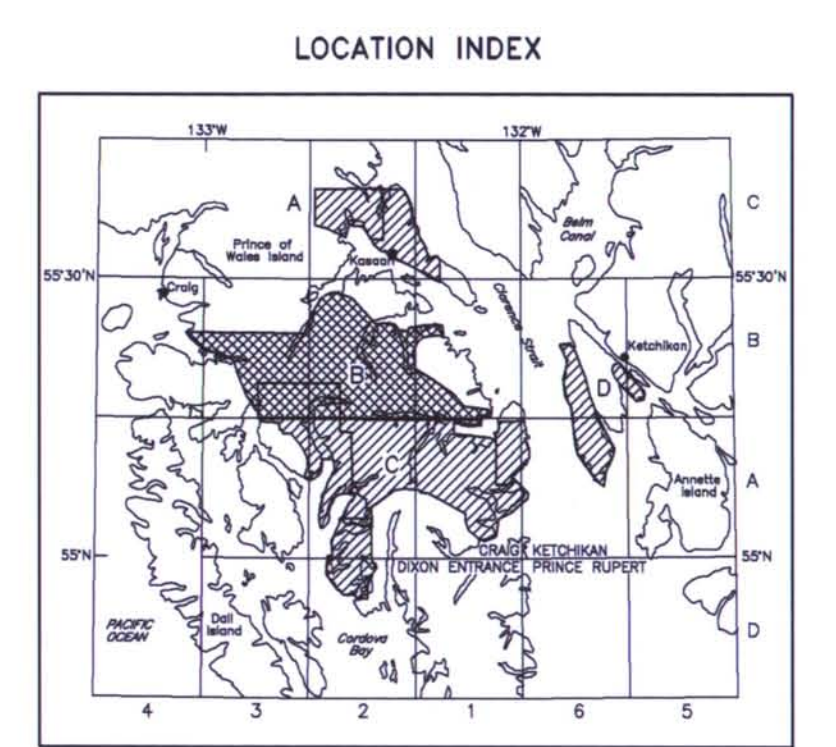 LOCATION INDEX
133°W
132°W
A
C
Behm
Canal
Prince of
Wales Island
Kasaan
55°30'N
55°30'N
Craig
Clarence Strait
B
Ketchikan
B
D
C
A
Annette
Island
CRAIG KETCHIKAN
55°N
55°N
DIXON ENTRANCE PRINCE RUPERT
PACIFIC
OCEAN
Dall
Island
Cordova
Bay
D
4 3 2 1 6 5